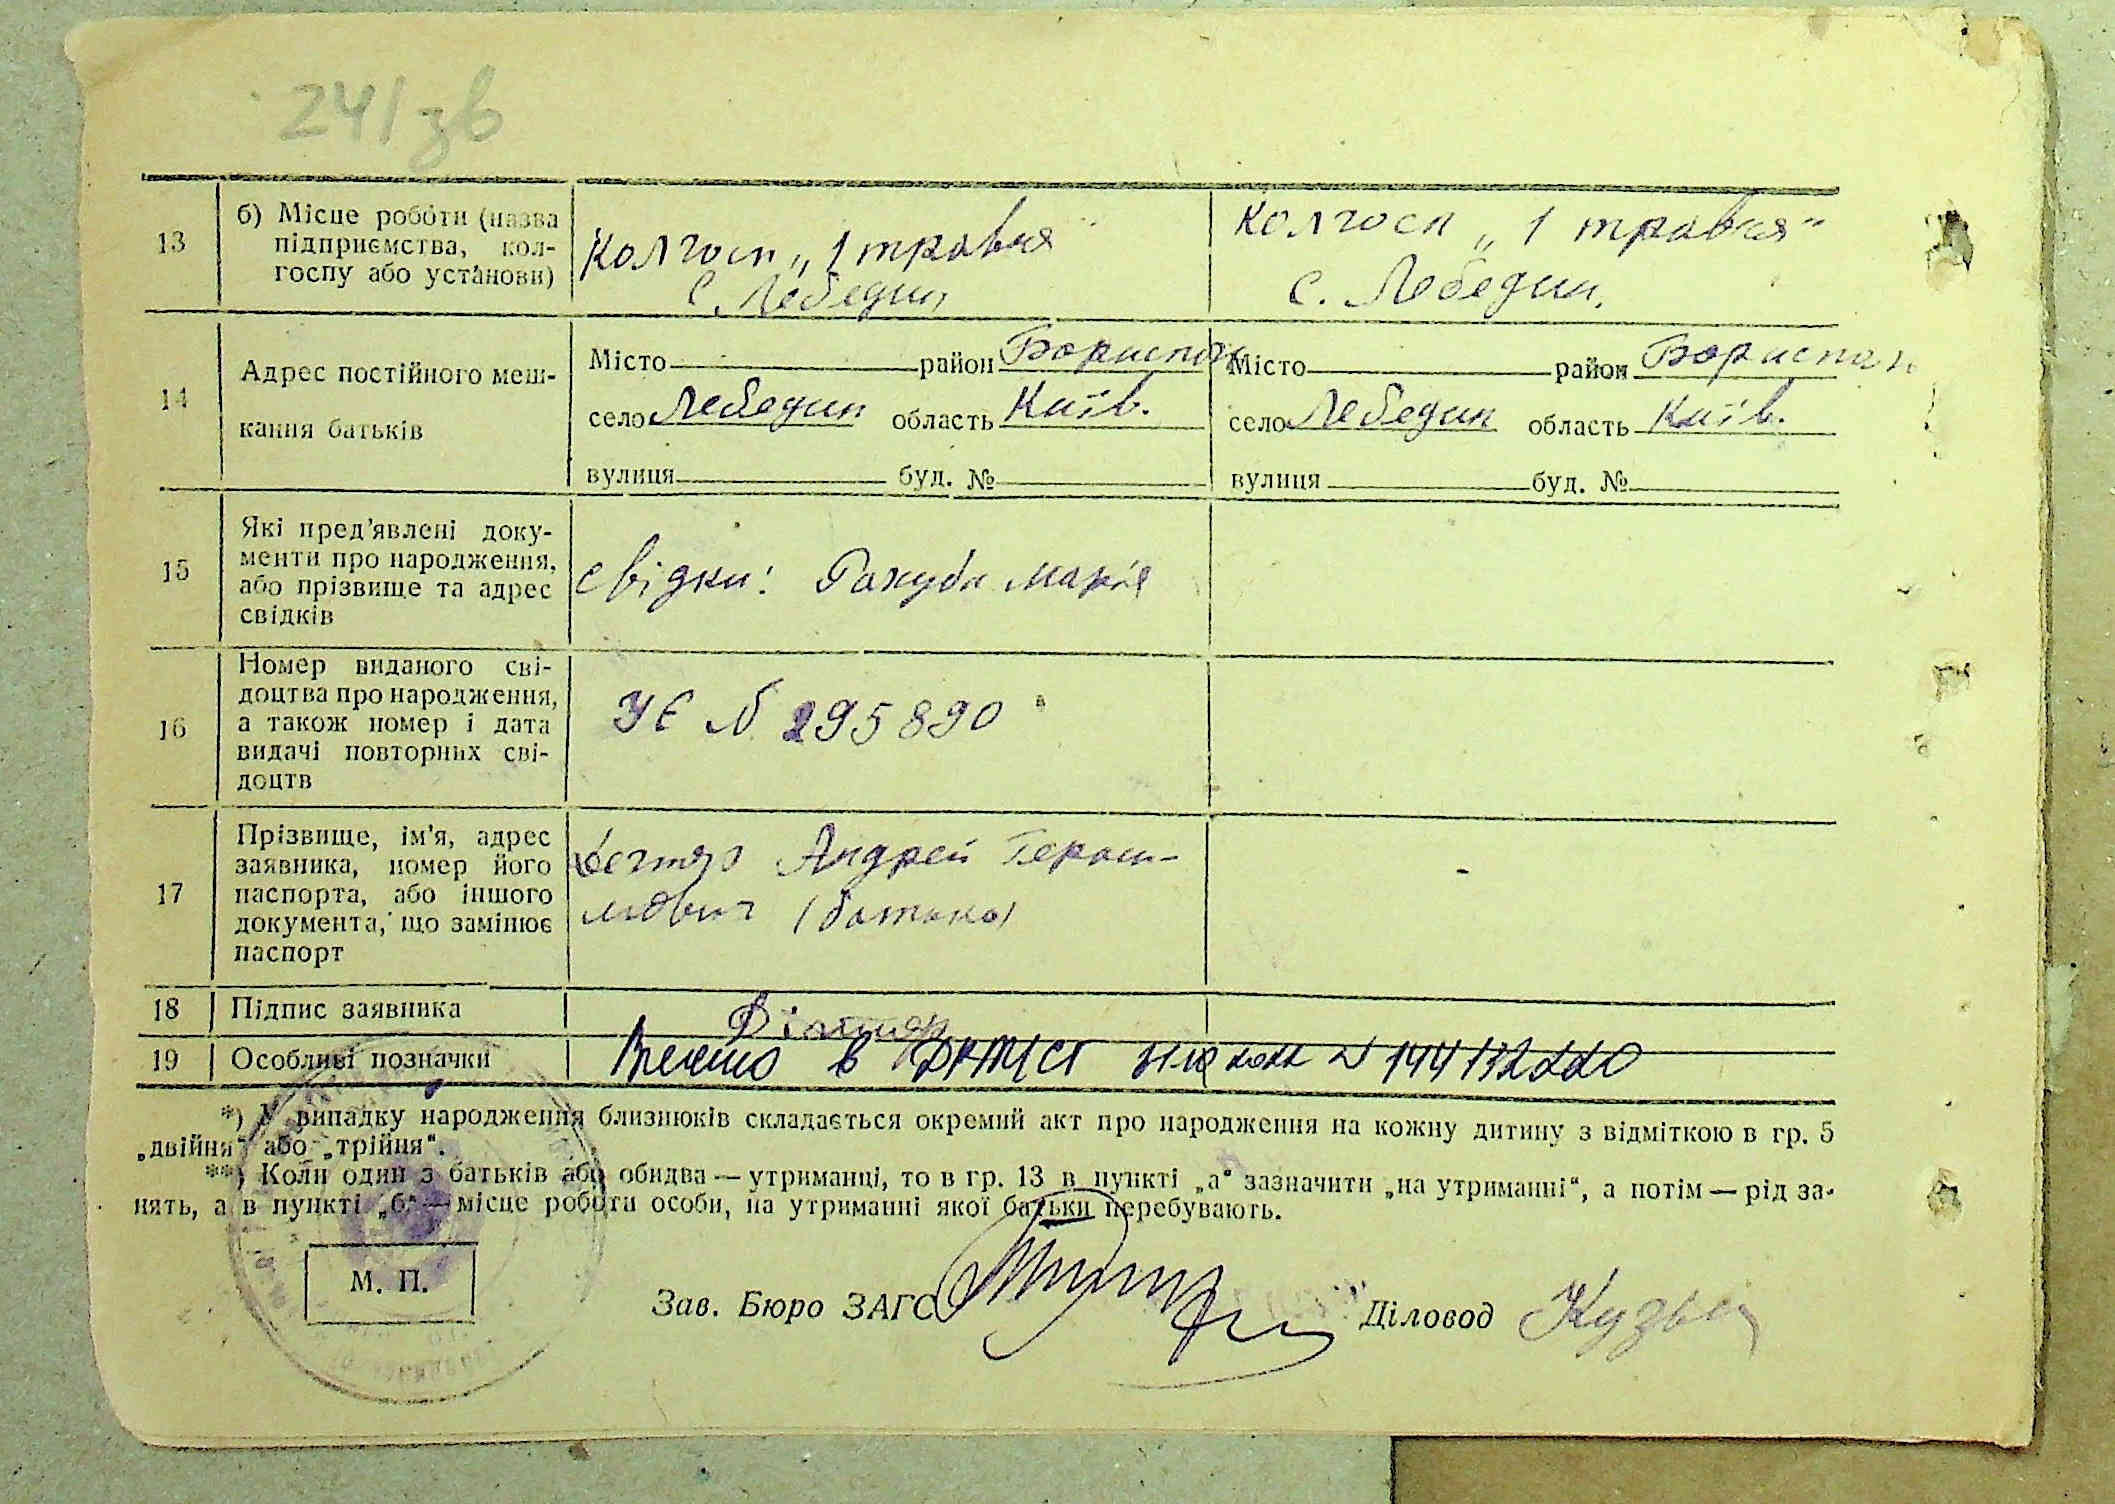 241зв
13
б) Місце роботи (назва
підприємства, кол-
госпу або установи)
Колгосп „1 травня"
с. Лебедин
Колгосп „1 травня"
с. Лебедин.
14
Адрес постійного меш-
кання батьків
Місто район Бориспол
село Лебедин область Київ.
вулиця буд. №
Місто район Бориспол
село Лебедин область Київ.
вулиця буд. №
15
Які пред'явлені доку-
менти про народження,
або прізвище та адрес
свідків
свідки: Марія
16
Номер виданого сві-
доцтва про народження,
а також номер і дата
видачі повторних сві-
доцтв
УЄ № 295890
17
Прізвище, ім'я, адрес
заявника, номер його
паспорта, або іншого
документа, що замінює
паспорт
Андрей Гераси-
мович (батько)
18
Підпис заявника
19
Особливі позначки
в
*) У випадку народження близнюків складається окремий акт про народження на кожну дитину з відміткою в гр. 5
„двійня" або „трійня".
**) Коли один з батьків або обидва — утриманці, то в гр. 13 в пункті „а" зазначити „на утриманні", а потім — рід за-
нять, а в пункті „б" — місце роботи особи, на утриманні якої батьки перебувають.
М. П.
Зав. Бюро ЗАГС
Діловод